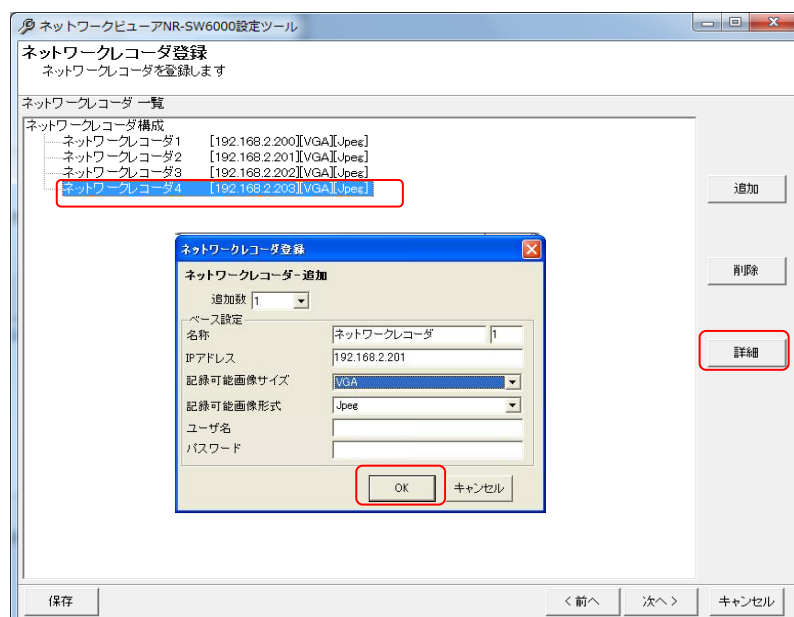 ネットワークビューアNR-SW6000設定ツール
ネットワークレコーダ登録
ネットワークレコーダを登録します
ネットワークレコーダ 一覧
ネットワークレコーダ構成
ネットワークレコーダ1 [192.168.2.200][VGA][Jpeg]
ネットワークレコーダ2 [192.168.2.201][VGA][Jpeg]
ネットワークレコーダ3 [192.168.2.202][VGA][Jpeg]
ネットワークレコーダ4 [192.168.2.203][VGA][Jpeg]
追加
削除
詳細
ネットワークレコーダ登録
ネットワークレコーダ-追加
追加数 1
ベース設定
名称 ネットワークレコーダ 1
IPアドレス 192.168.2.201
記録可能画像サイズ VGA
記録可能画像形式 Jpeg
ユーザ名
パスワード
OK キャンセル
保存 <前へ 次へ> キャンセル